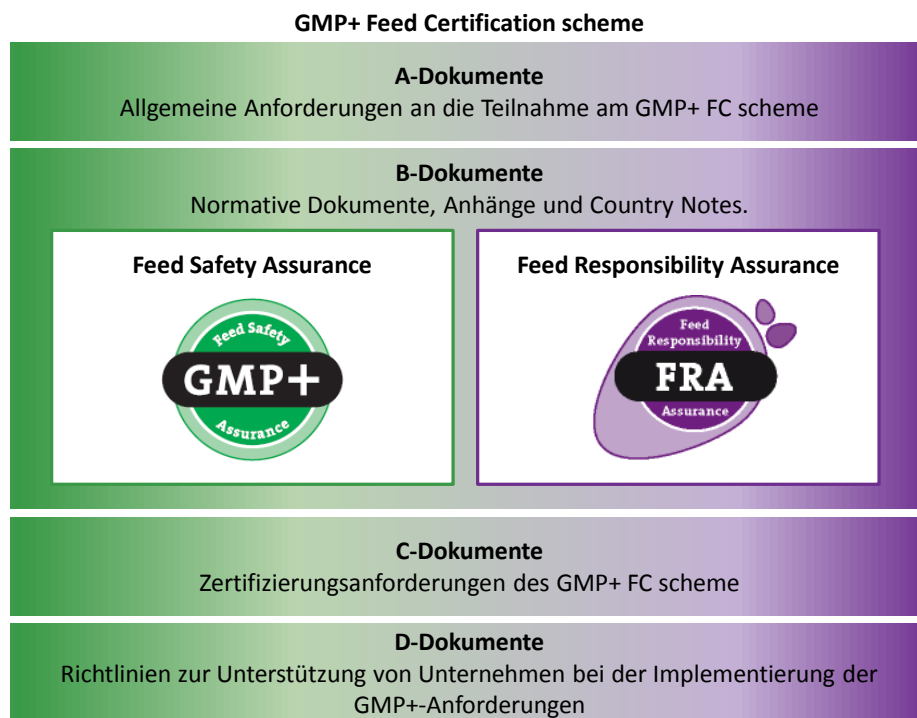 GMP+ Feed Certification scheme
A-Dokumente
Allgemeine Anforderungen an die Teilnahme am GMP+ FC scheme
B-Dokumente
Normative Dokumente, Anhänge und Country Notes.
Feed Safety Assurance
Feed Safety
GMP+
Assurance
Feed Responsibility Assurance
Feed
Responsibility
FRA
Assurance
C-Dokumente
Zertifizierungsanforderungen des GMP+ FC scheme
D-Dokumente
Richtlinien zur Unterstützung von Unternehmen bei der Implementierung der
GMP+-Anforderungen